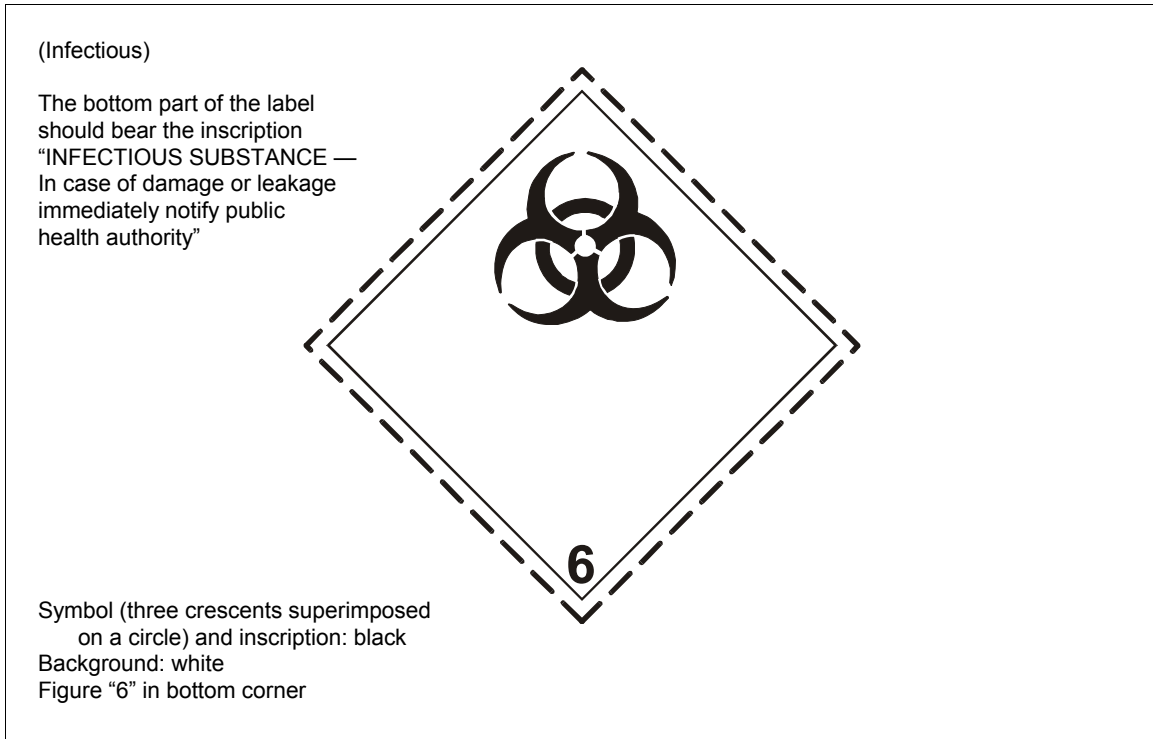 (Infectious)
The bottom part of the label
should bear the inscription
“INFECTIOUS SUBSTANCE —
In case of damage or leakage
immediately notify public
health authority”
6
Symbol (three crescents superimposed
on a circle) and inscription: black
Background: white
Figure “6” in bottom corner